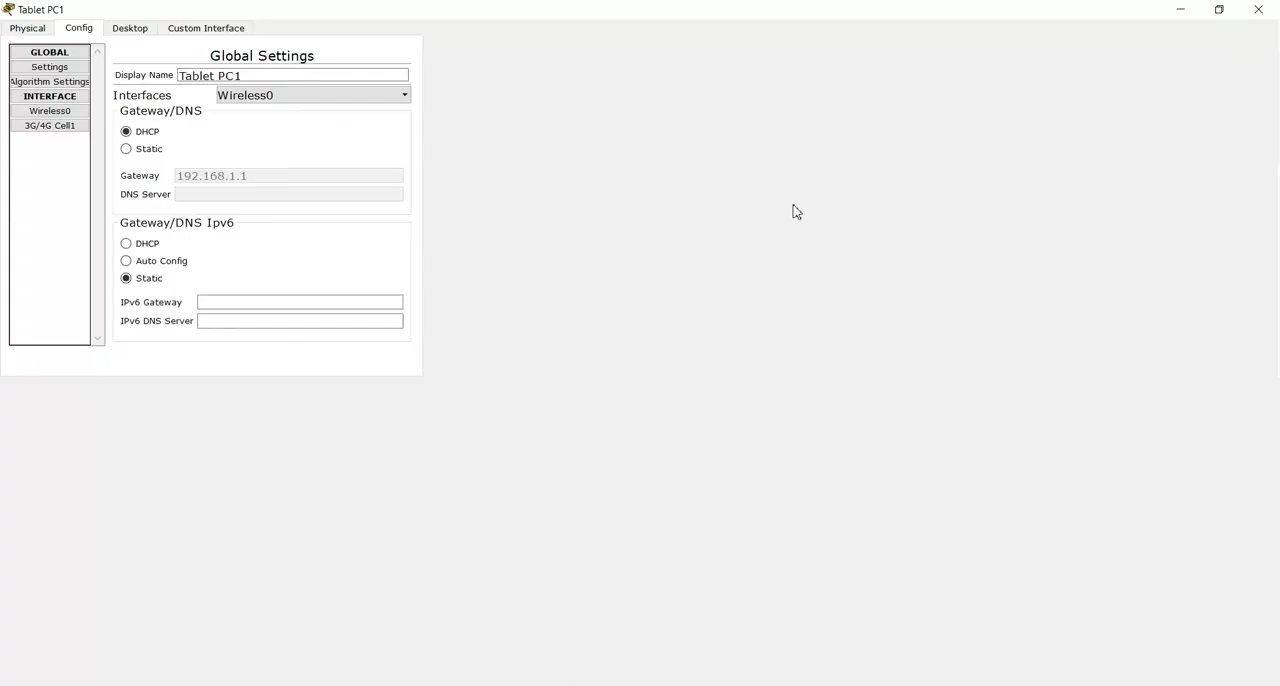 Tablet PC1
Physical Config Desktop Custom Interface
GLOBAL
Settings
Algorithm Settings
INTERFACE
Wireless0
3G/4G Cell1
Global Settings
Display Name Tablet PC1
Interfaces Wireless0
Gateway/DNS
DHCP
Static
Gateway 192.168.1.1
DNS Server
Gateway/DNS Ipv6
DHCP
Auto Config
Static
IPv6 Gateway
IPv6 DNS Server